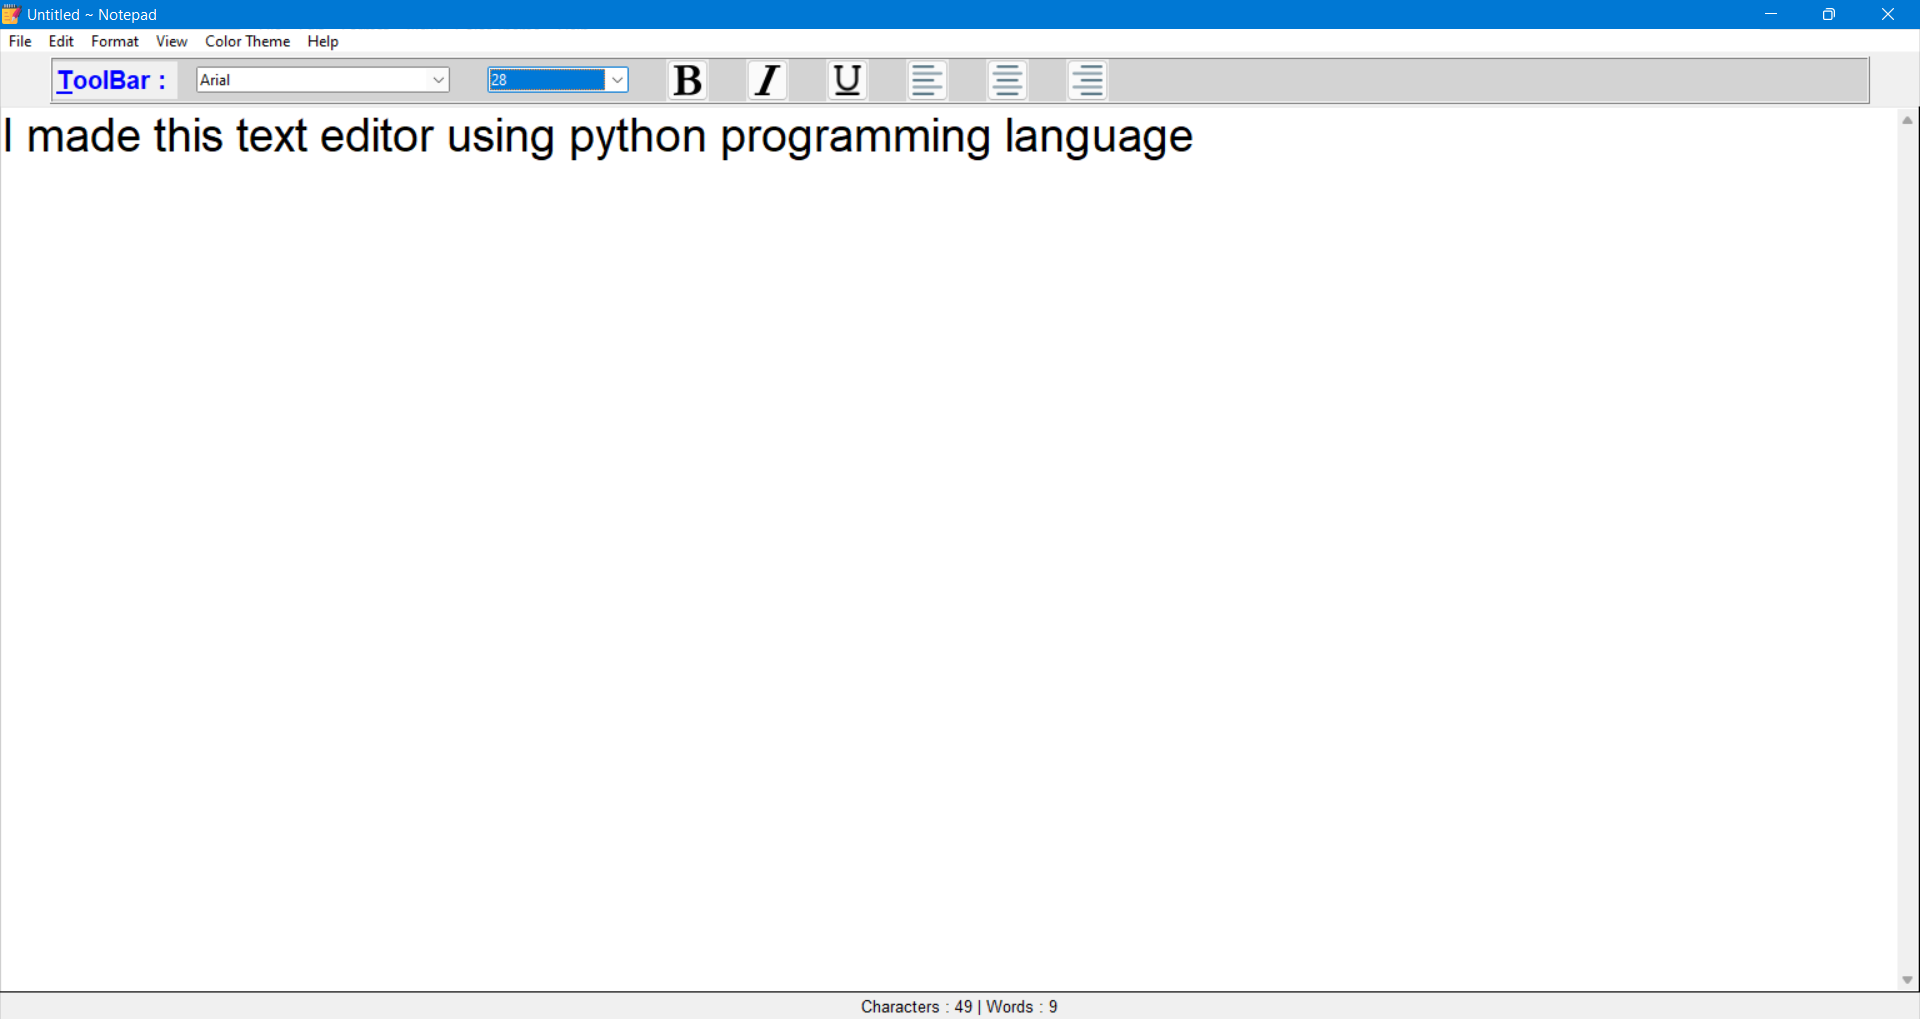 Untitled ~ Notepad
File Edit Format View Color Theme Help
ToolBar : Arial 28 B I U
I made this text editor using python programming language
Characters : 49 | Words : 9